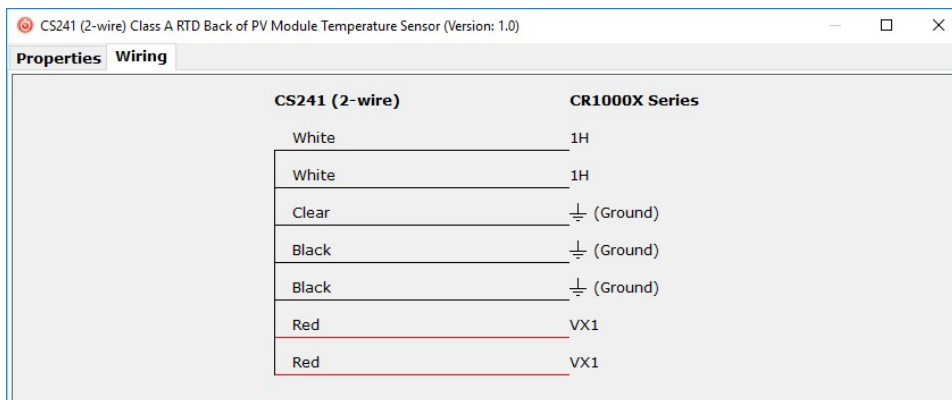 CS241 (2-wire) Class A RTD Back of PV Module Temperature Sensor (Version: 1.0)
Properties Wiring
CS241 (2-wire) CR1000X Series
White 1H
White 1H
Clear ⏚ (Ground)
Black ⏚ (Ground)
Black ⏚ (Ground)
Red VX1
Red VX1